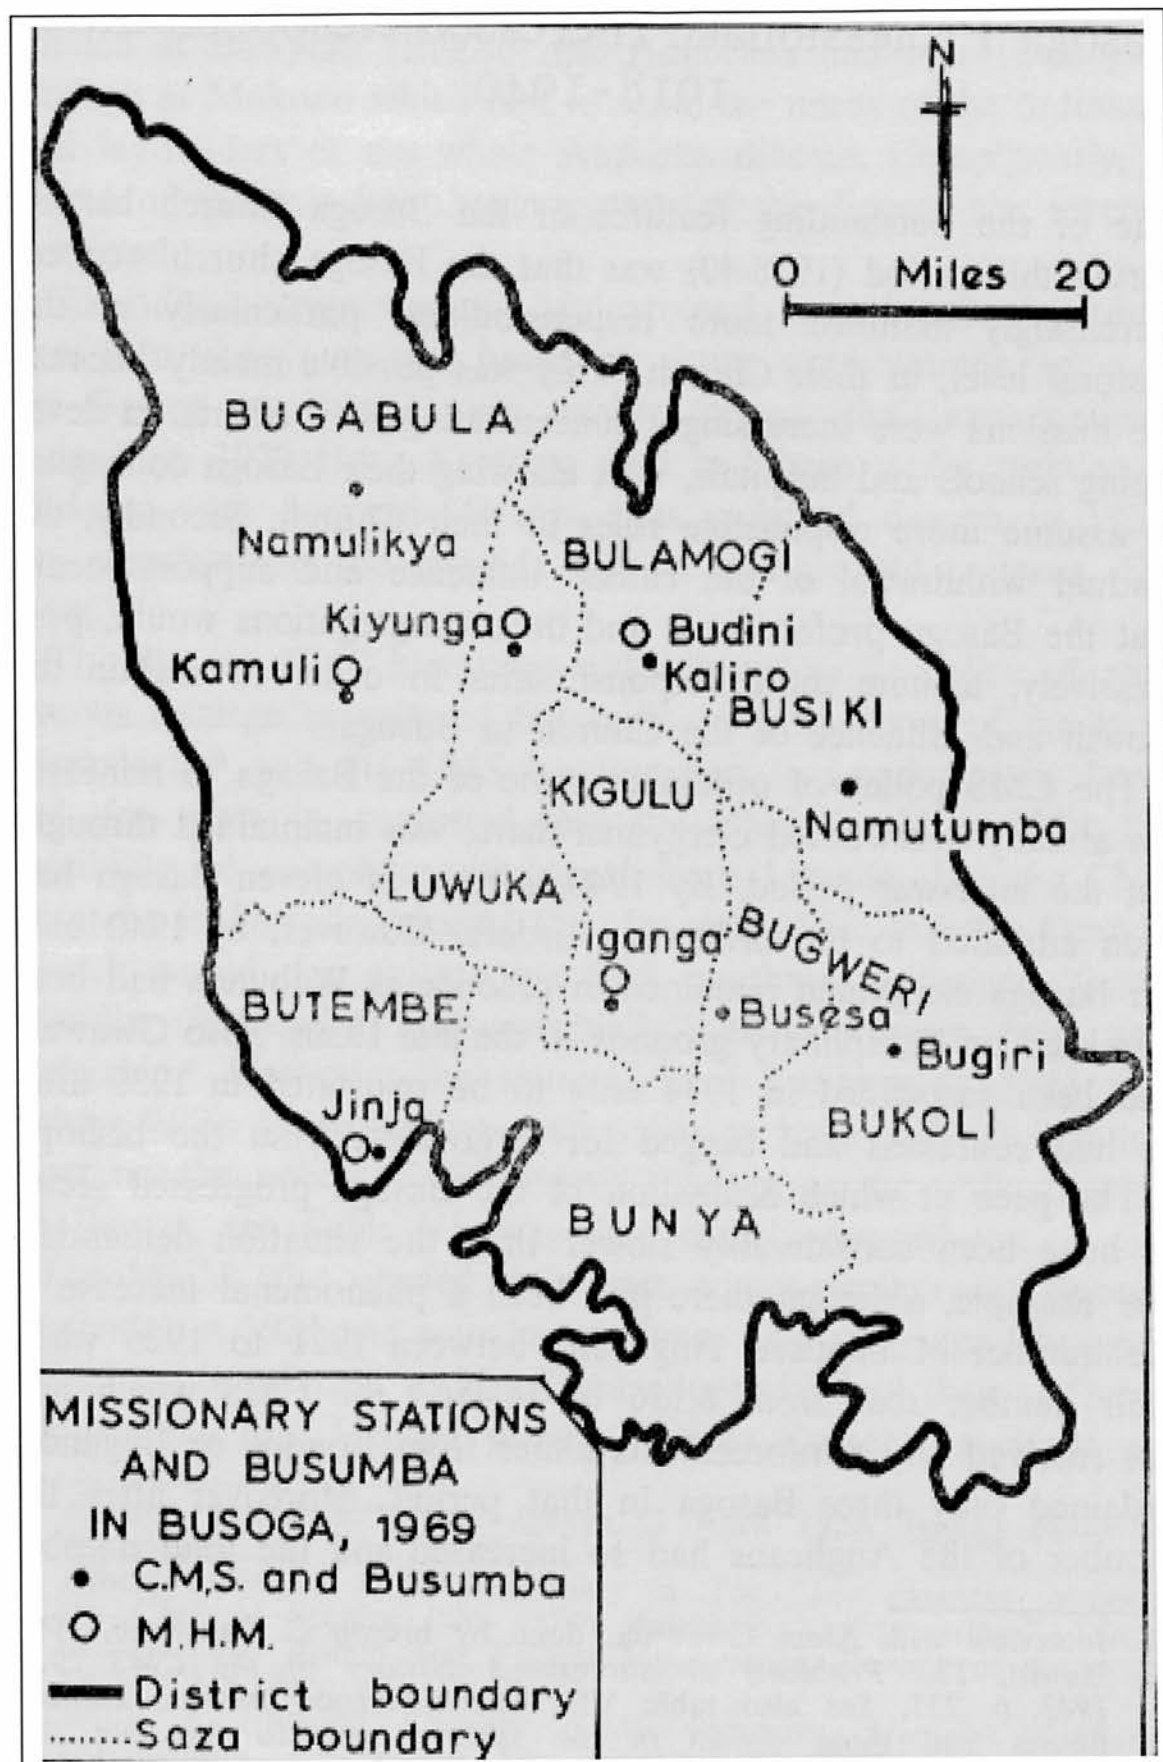 N
0 Miles 20
BUGABULA
Namulikya
BULAMOGI
Kiyunga
Budini
Kamuli
Kaliro
BUSIKI
KIGULU
Namutumba
LUWUKA
iganga
BUGWERI
BUTEMBE
Busesa
Bugiri
Jinja
BUKOLI
BUNYA
MISSIONARY STATIONS
AND BUSUMBA
IN BUSOGA, 1969
C.M,S. and Busumba
M.H.M.
District boundary
Saza boundary